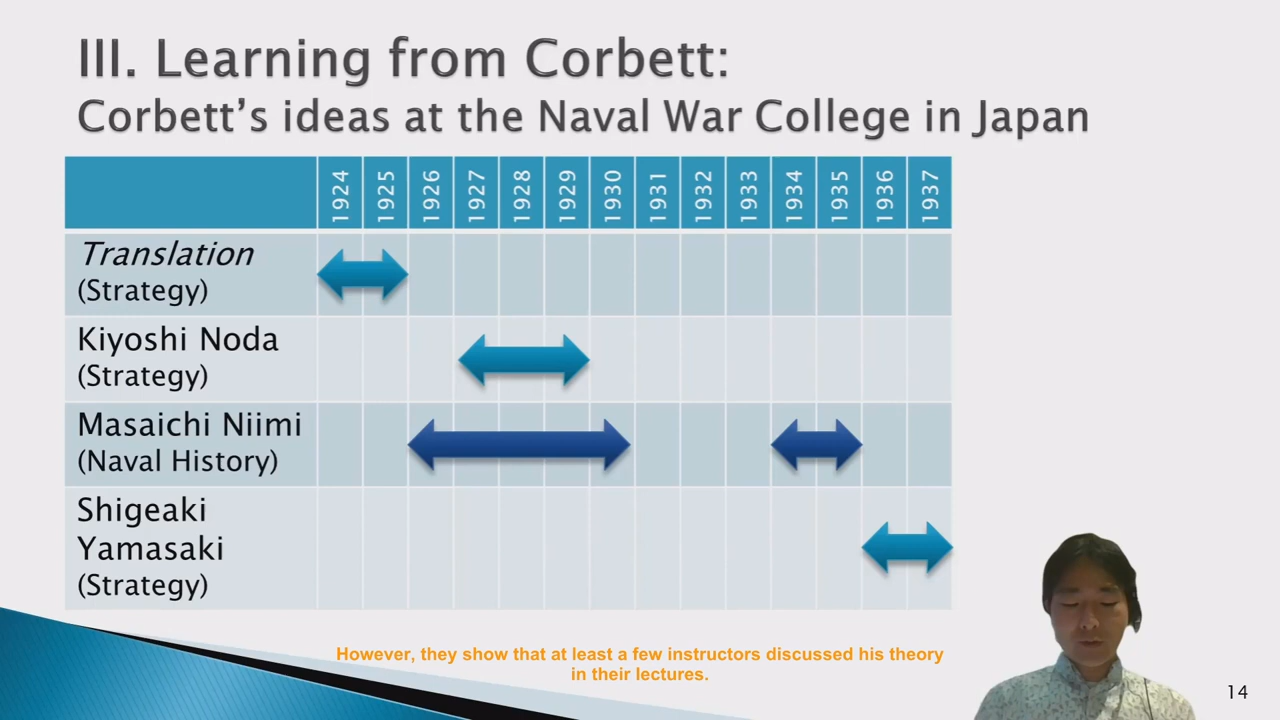 III. Learning from Corbett:
Corbett’s ideas at the Naval War College in Japan
1924 1925 1926 1927 1928 1929 1930 1931 1932 1933 1934 1935 1936 1937
Translation
(Strategy)
Kiyoshi Noda
(Strategy)
Masaichi Niimi
(Naval History)
Shigeaki
Yamasaki
(Strategy)
However, they show that at least a few instructors discussed his theory
in their lectures.
14